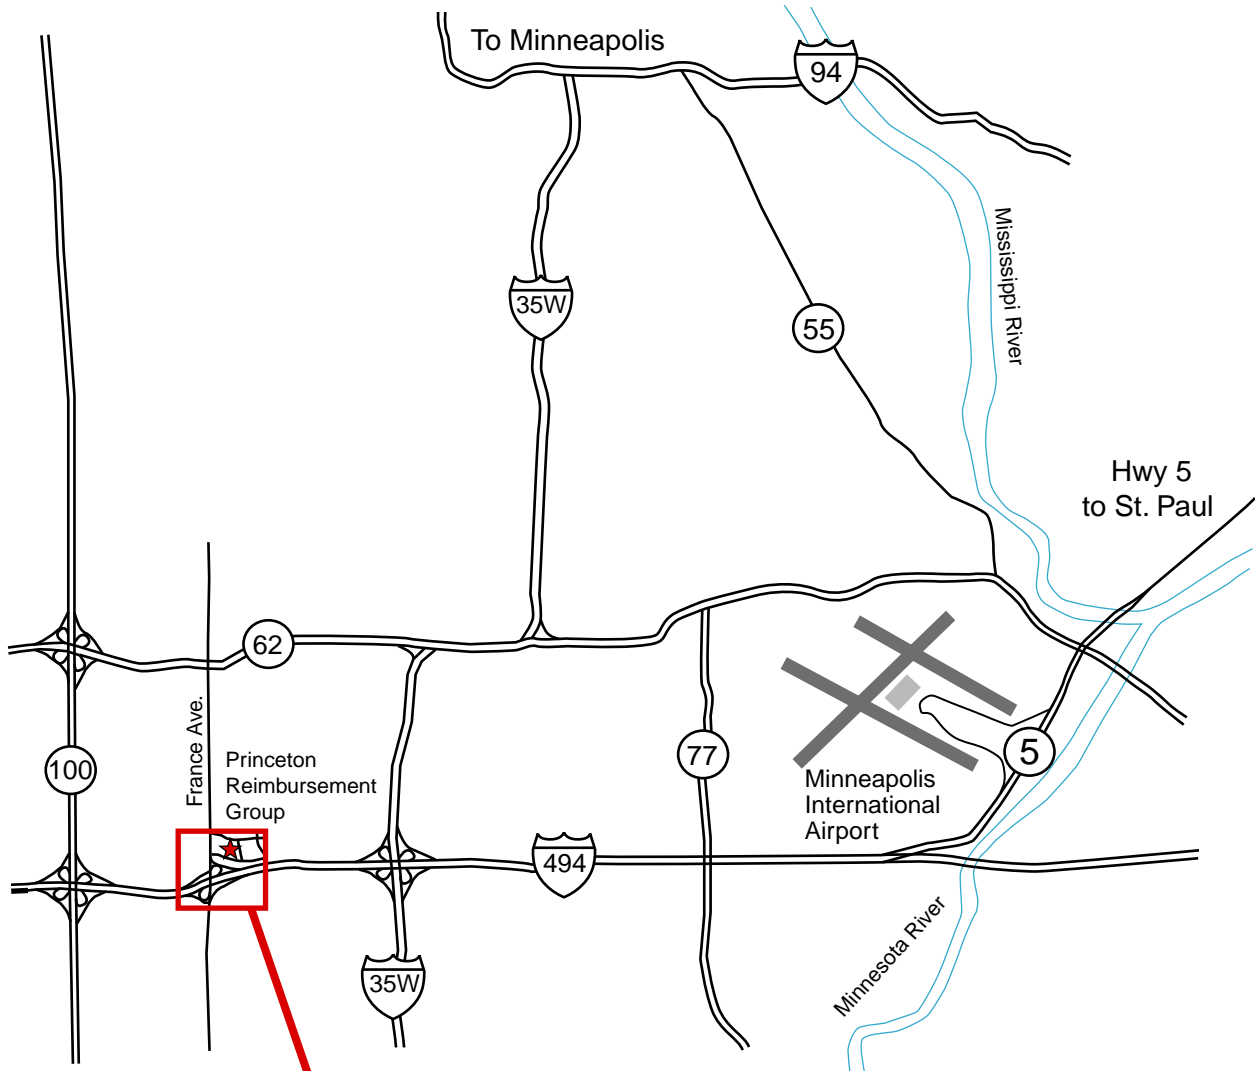 To Minneapolis
94
Mississippi River
35W
55
Hwy 5
to St. Paul
62
France Ave.
Princeton
Reimbursement
Group
100
77
5
Minneapolis
International
Airport
494
35W
Minnesota River